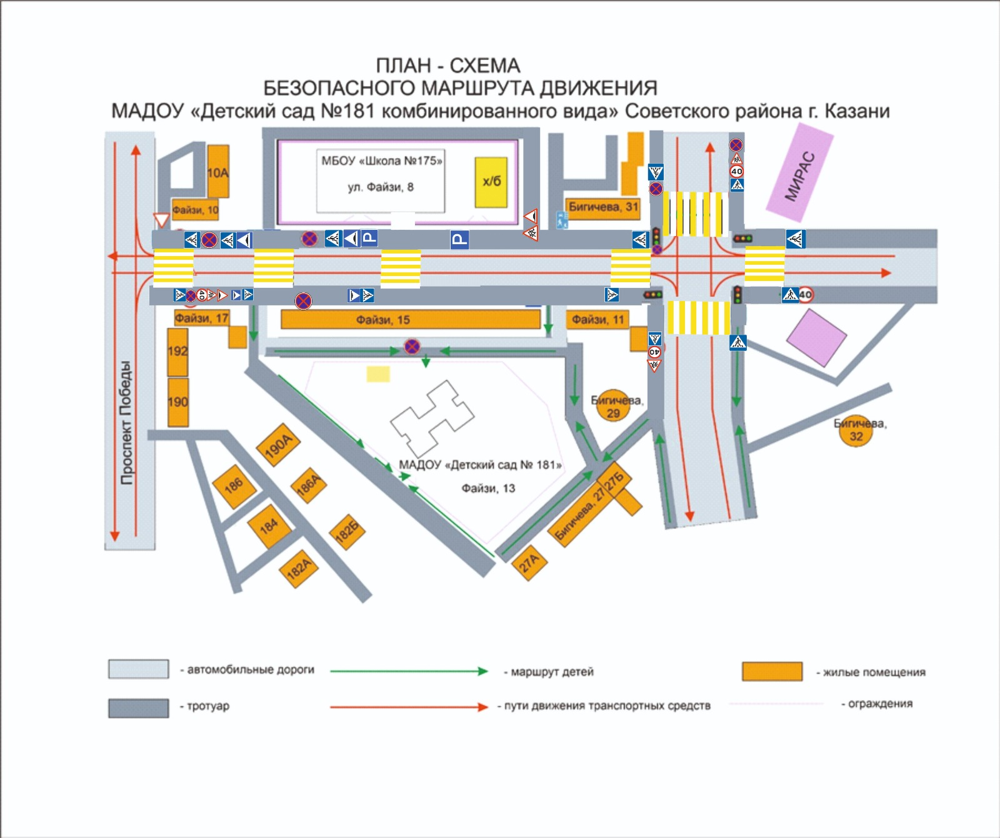 ПЛАН - СХЕМА
БЕЗОПАСНОГО МАРШРУТА ДВИЖЕНИЯ
МАДОУ «Детский сад №181 комбинированного вида» Советского района г. Казани
10А
Файзи, 10
МБОУ «Школа №175»
ул. Файзи, 8
х/б
Бигичева, 31
МИРАС
40
P
P
40
40
Файзи, 17
Файзи, 15
Файзи, 11
40
192
190
Проспект Победы
Бигичева,
29
Бигичева,
32
190А
186
186А
184
182Б
182А
МАДОУ «Детский сад № 181»
Файзи, 13
Бигичева, 27
27Б
27А
- автомобильные дороги
- маршрут детей
- жилые помещения
- тротуар
- пути движения транспортных средств
- ограждения